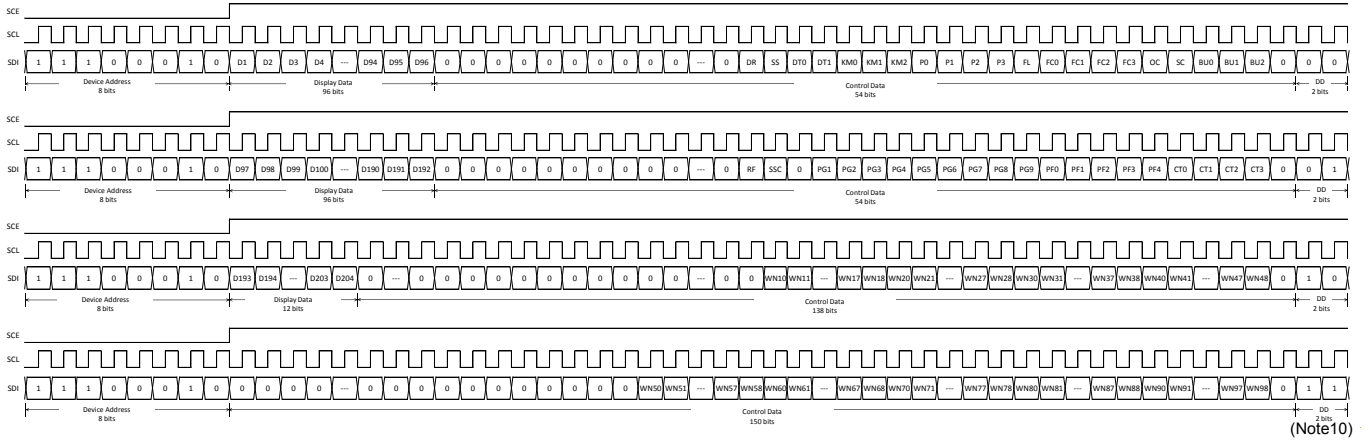 SCE
SCL
SDI 1 1 1 0 0 0 1 0 D1 D2 D3 D4 --- D94 D95 D96 0 0 0 0 0 0 0 0 0 0 --- 0 DR SS DT0 DT1 KM0 KM1 KM2 P0 P1 P2 P3 FL FC0 FC1 FC2 FC3 OC SC BU0 BU1 BU2 0 0 0
Device Address Display Data Control Data DD
8 bits 96 bits 54 bits 2 bits
SCE
SCL
SDI 1 1 1 0 0 0 1 0 D97 D98 D99 D100 --- D190 D191 D192 0 0 0 0 0 0 0 0 0 0 --- 0 RF SSC 0 PG1 PG2 PG3 PG4 PG5 PG6 PG7 PG8 PG9 PF0 PF1 PF2 PF3 PF4 CT0 CT1 CT2 CT3 0 0 1
Device Address Display Data Control Data DD
8 bits 96 bits 54 bits 2 bits
SCE
SCL
SDI 1 1 1 0 0 0 1 0 D193 D194 --- D203 D204 0 --- 0 0 0 0 0 0 0 0 0 0 0 --- 0 0 WN10 WN11 --- WN17 WN18 WN20 WN21 --- WN27 WN28 WN30 WN31 --- WN37 WN38 WN40 WN41 --- WN47 WN48 0 1 0
Device Address Display Data Control Data DD
8 bits 12 bits 138 bits 2 bits
SCE
SCL
SDI 1 1 1 0 0 0 1 0 0 0 0 0 --- 0 0 0 0 0 0 0 0 0 0 0 WN50 WN51 --- WN57 WN58 WN60 WN61 --- WN67 WN68 WN70 WN71 --- WN77 WN78 WN80 WN81 --- WN87 WN88 WN90 WN91 --- WN97 WN98 0 1 1
Device Address Control Data DD
8 bits 150 bits 2 bits
(Note10)